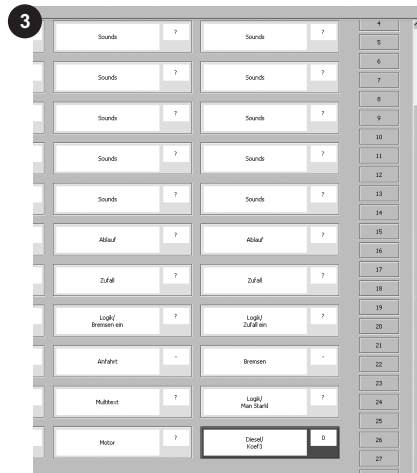 3
Sounds ? Sounds ? 4
5
Sounds ? Sounds ? 6
7
Sounds ? Sounds ? 8
9
10
Sounds ? Sounds ? 11
12
Sounds ? Sounds ? 13
14
Ablauf ? Ablauf ? 15
16
Zufall ? Zufall ? 17
18
Logik/ ? Logik/ ? 19
Bremsen ein Zufall ein 20
21
Anfahrt - Bremsen - 22
23
Multitext ? Logik/ ? 24
Man Starkl
25
Motor ? Diesel/ 0 26
Koef3
27